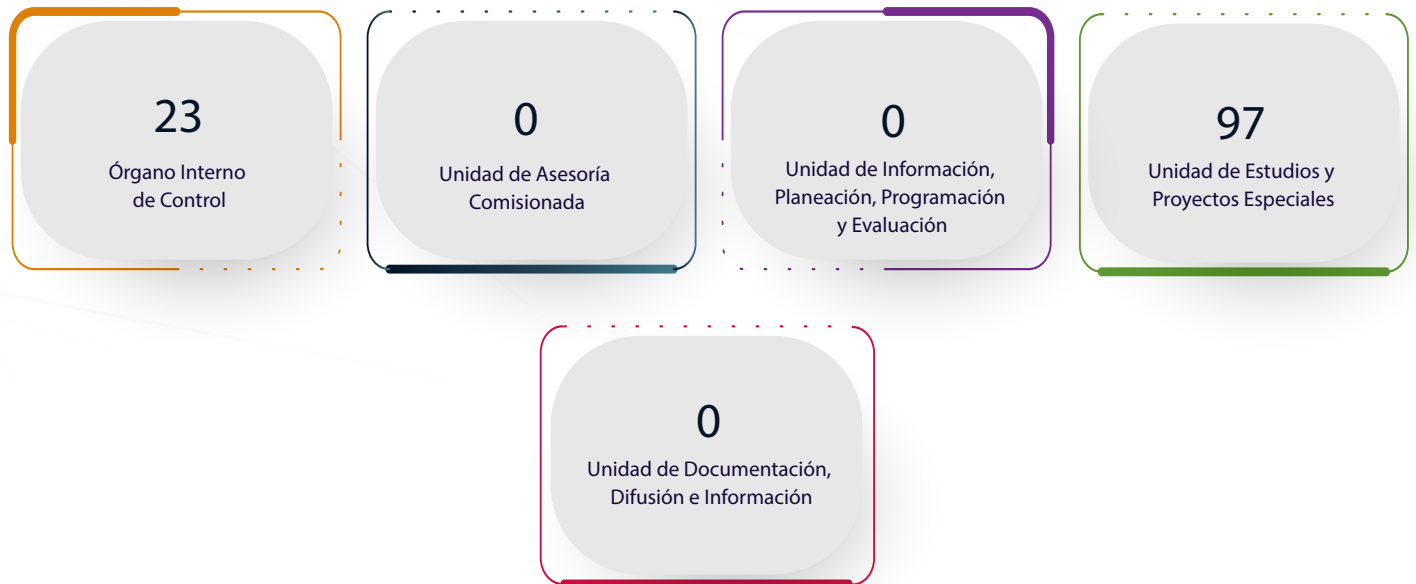 23
Órgano Interno
de Control
0
Unidad de Asesoría
Comisionada
0
Unidad de Información,
Planeación, Programación
y Evaluación
97
Unidad de Estudios y
Proyectos Especiales
0
Unidad de Documentación,
Difusión e Información